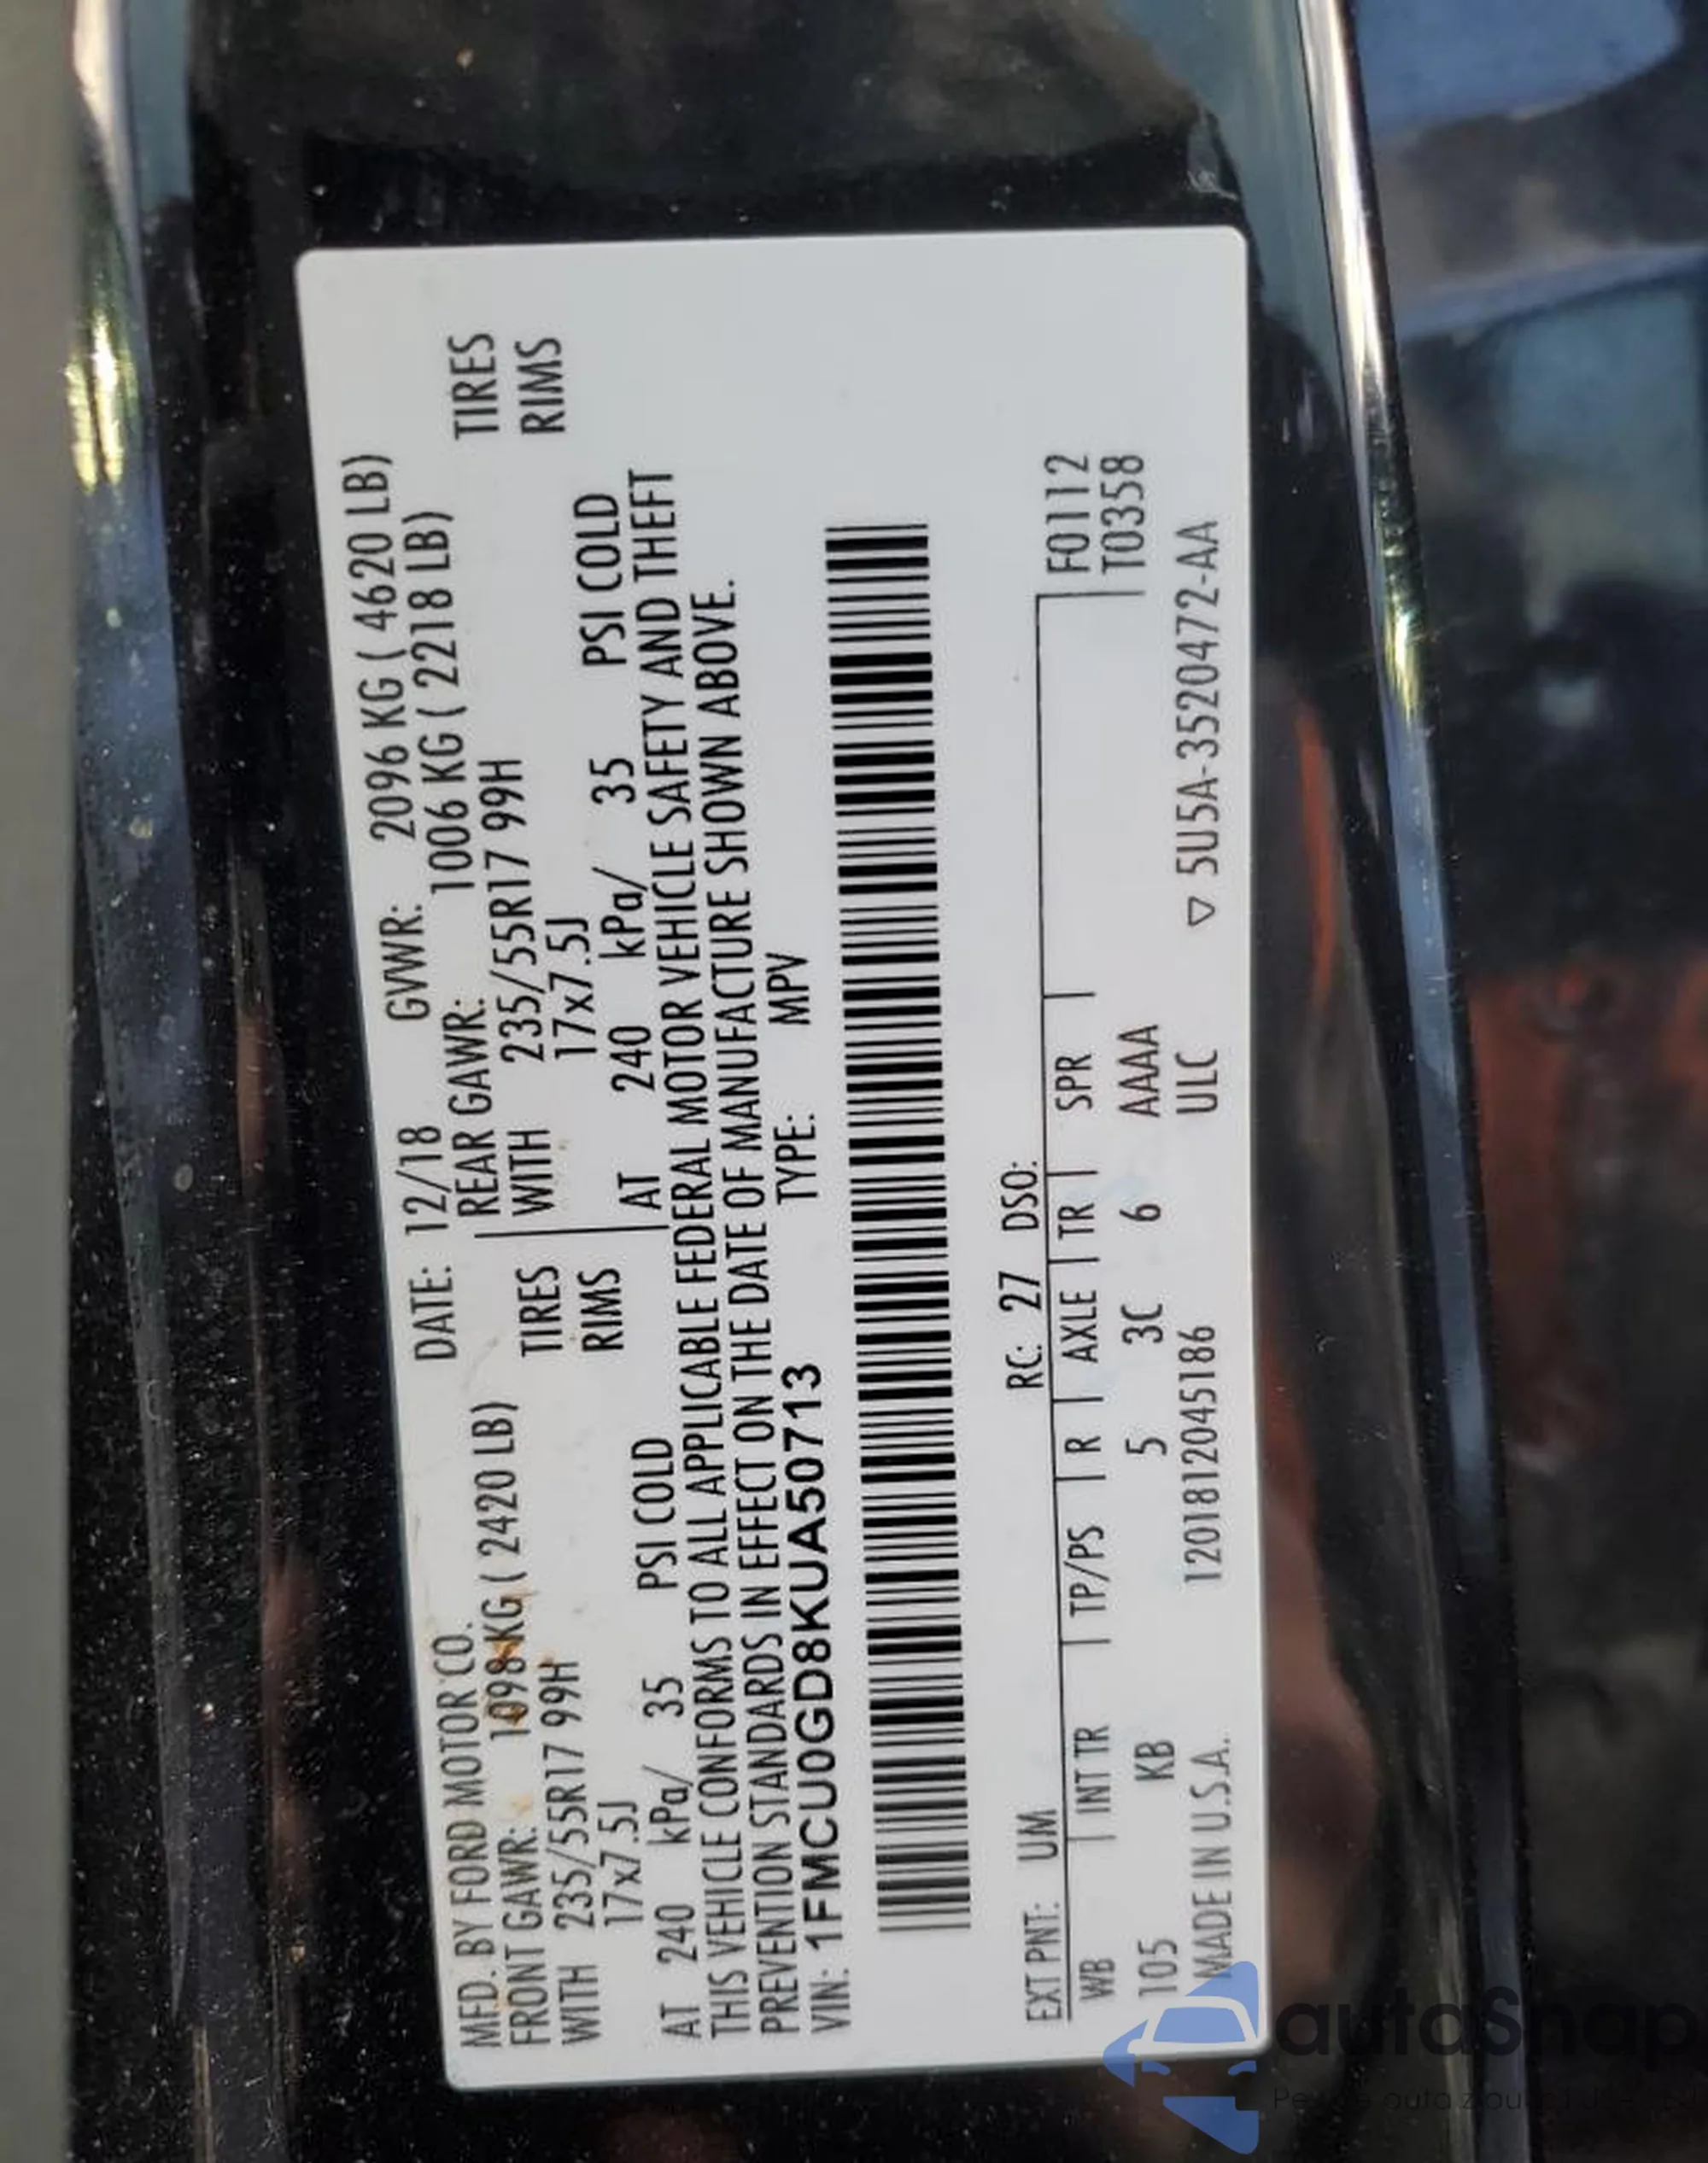 MFD. BY FORD MOTOR CO. DATE: 12/18 GVWR: 2096 KG ( 4620 LB)
FRONT GAWR: 1098 KG ( 2420 LB) REAR GAWR: 1006 KG ( 2218 LB)
WITH 235/55R17 99H TIRES WITH 235/55R17 99H TIRES
17x7.5J RIMS 17x7.5J RIMS
AT 240 kPa/ 35 PSI COLD AT 240 kPa/ 35 PSI COLD
THIS VEHICLE CONFORMS TO ALL APPLICABLE FEDERAL MOTOR VEHICLE SAFETY AND THEFT
PREVENTION STANDARDS IN EFFECT ON THE DATE OF MANUFACTURE SHOWN ABOVE.
VIN: 1FMCU0GD8KUA50713 TYPE: MPV
EXT PNT: UM RC: 27 DSO: F0112
WB INT TR TP/PS R AXLE TR SPR T0358
105 KB 5 3C 6 AAAA
MADE IN U.S.A. 1201812045186 ULC ▽ 5U5A-3520472-AA
autoSnap